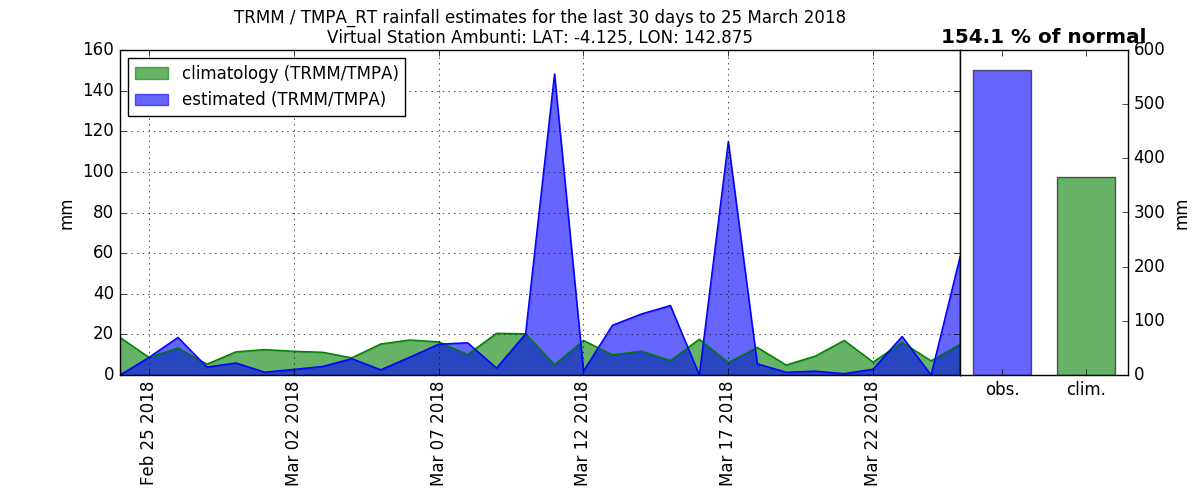 TRMM / TMPA_RT rainfall estimates for the last 30 days to 25 March 2018
Virtual Station Ambunti: LAT: -4.125, LON: 142.875
154.1 % of normal
climatology (TRMM/TMPA)
estimated (TRMM/TMPA)
160
140
120
100
80
60
40
20
0
mm
Feb 25 2018
Mar 02 2018
Mar 07 2018
Mar 12 2018
Mar 17 2018
Mar 22 2018
600
500
400
300
200
100
0
mm
obs.
clim.